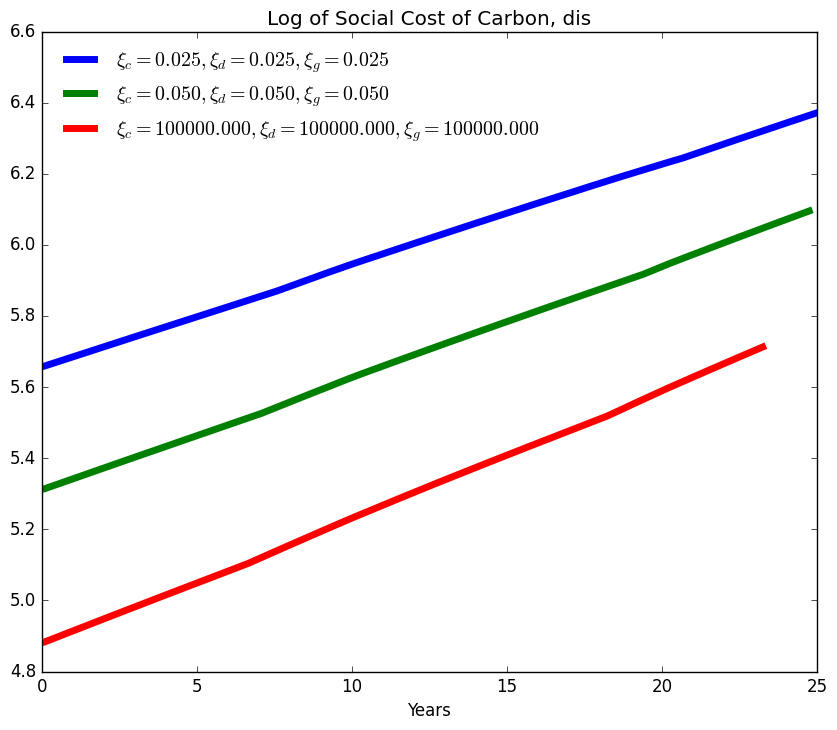 Log of Social Cost of Carbon, dis
6.6
6.4
6.2
6.0
5.8
5.6
5.4
5.2
5.0
4.8
ξc = 0.025, ξd = 0.025, ξg = 0.025
ξc = 0.050, ξd = 0.050, ξg = 0.050
ξc = 100000.000, ξd = 100000.000, ξg = 100000.000
0 5 10 15 20 25
Years